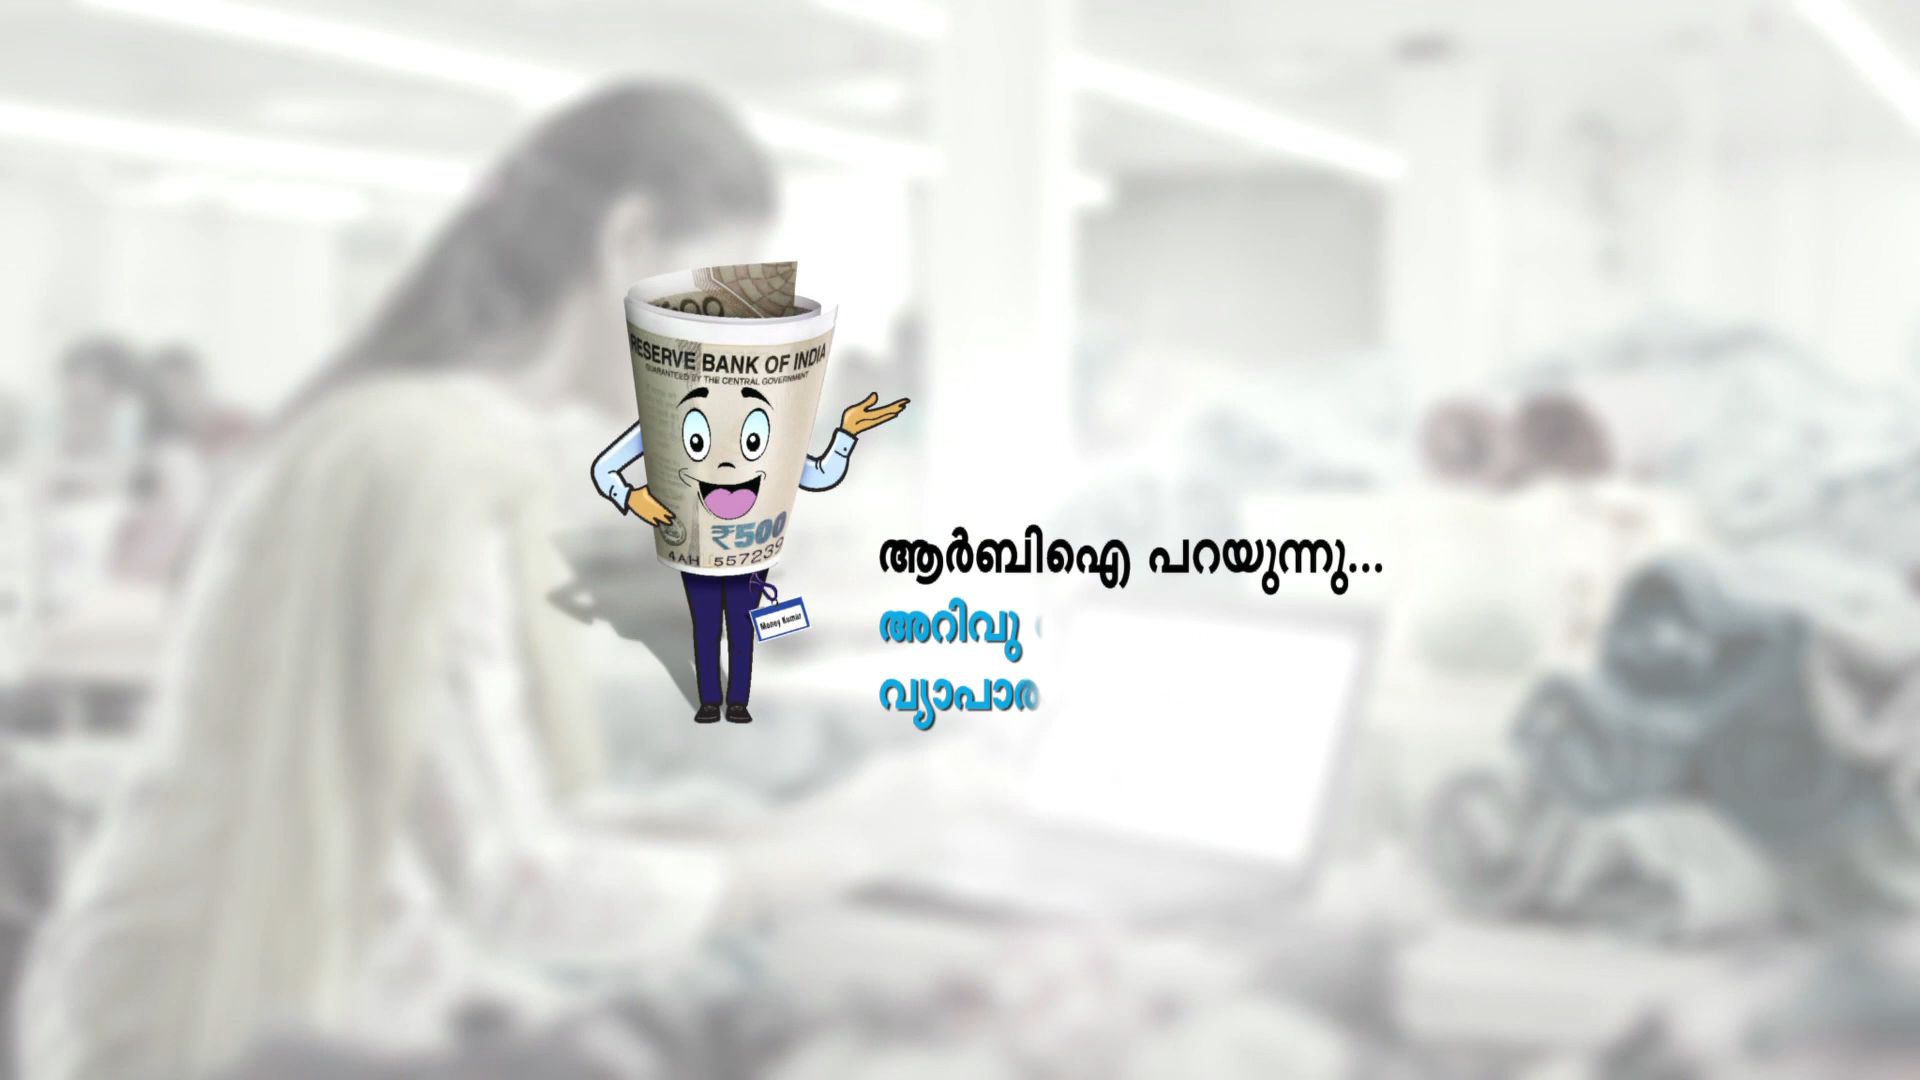 RESERVE BANK OF INDIA
GUARANTEED BY THE CENTRAL GOVERNMENT
₹500
4AH 557239
Money Kumar
ആർബിഐ പറയുന്നു...
അറിവു
വ്യാപാര